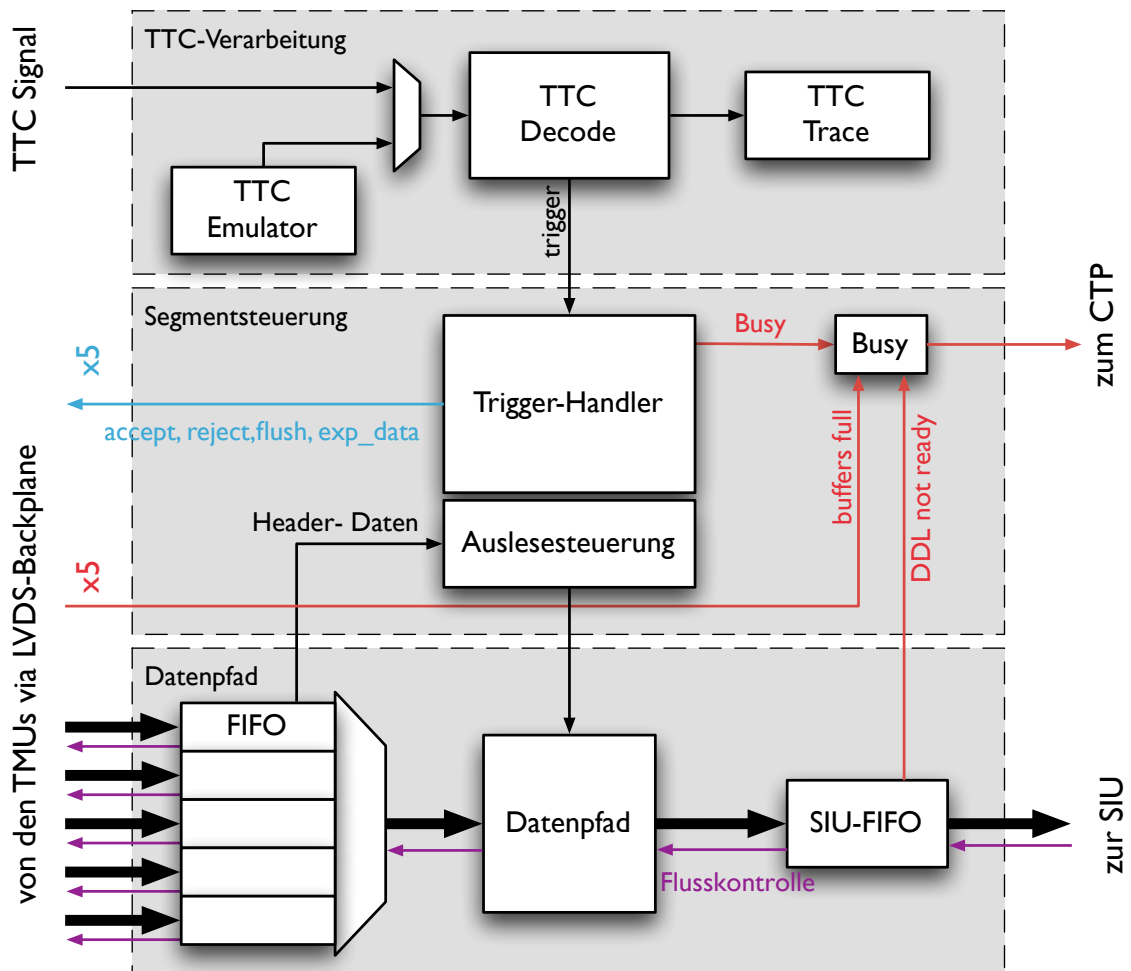 TTC Signal
TTC-Verarbeitung
TTC
Decode
TTC
Trace
TTC
Emulator
trigger
Segmentsteuerung
Busy
Busy
zum CTP
x5
Trigger-Handler
accept, reject,flush, exp_data
buffers full
DDL not ready
Header- Daten
Auslesesteuerung
x5
von den TMUs via LVDS-Backplane
Datenpfad
FIFO
Datenpfad
SIU-FIFO
zur SIU
Flusskontrolle